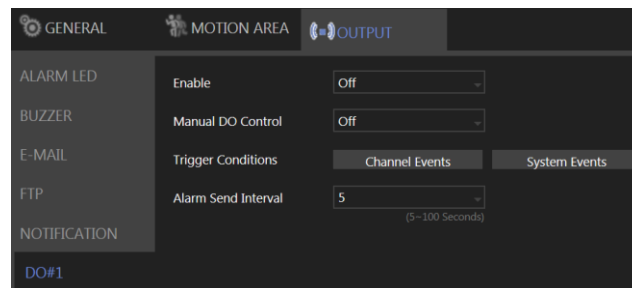 GENERAL MOTION AREA OUTPUT
ALARM LED
BUZZER
E-MAIL
FTP
NOTIFICATION
DO#1
Enable Off
Manual DO Control Off
Trigger Conditions Channel Events System Events
Alarm Send Interval 5
(5~100 Seconds)